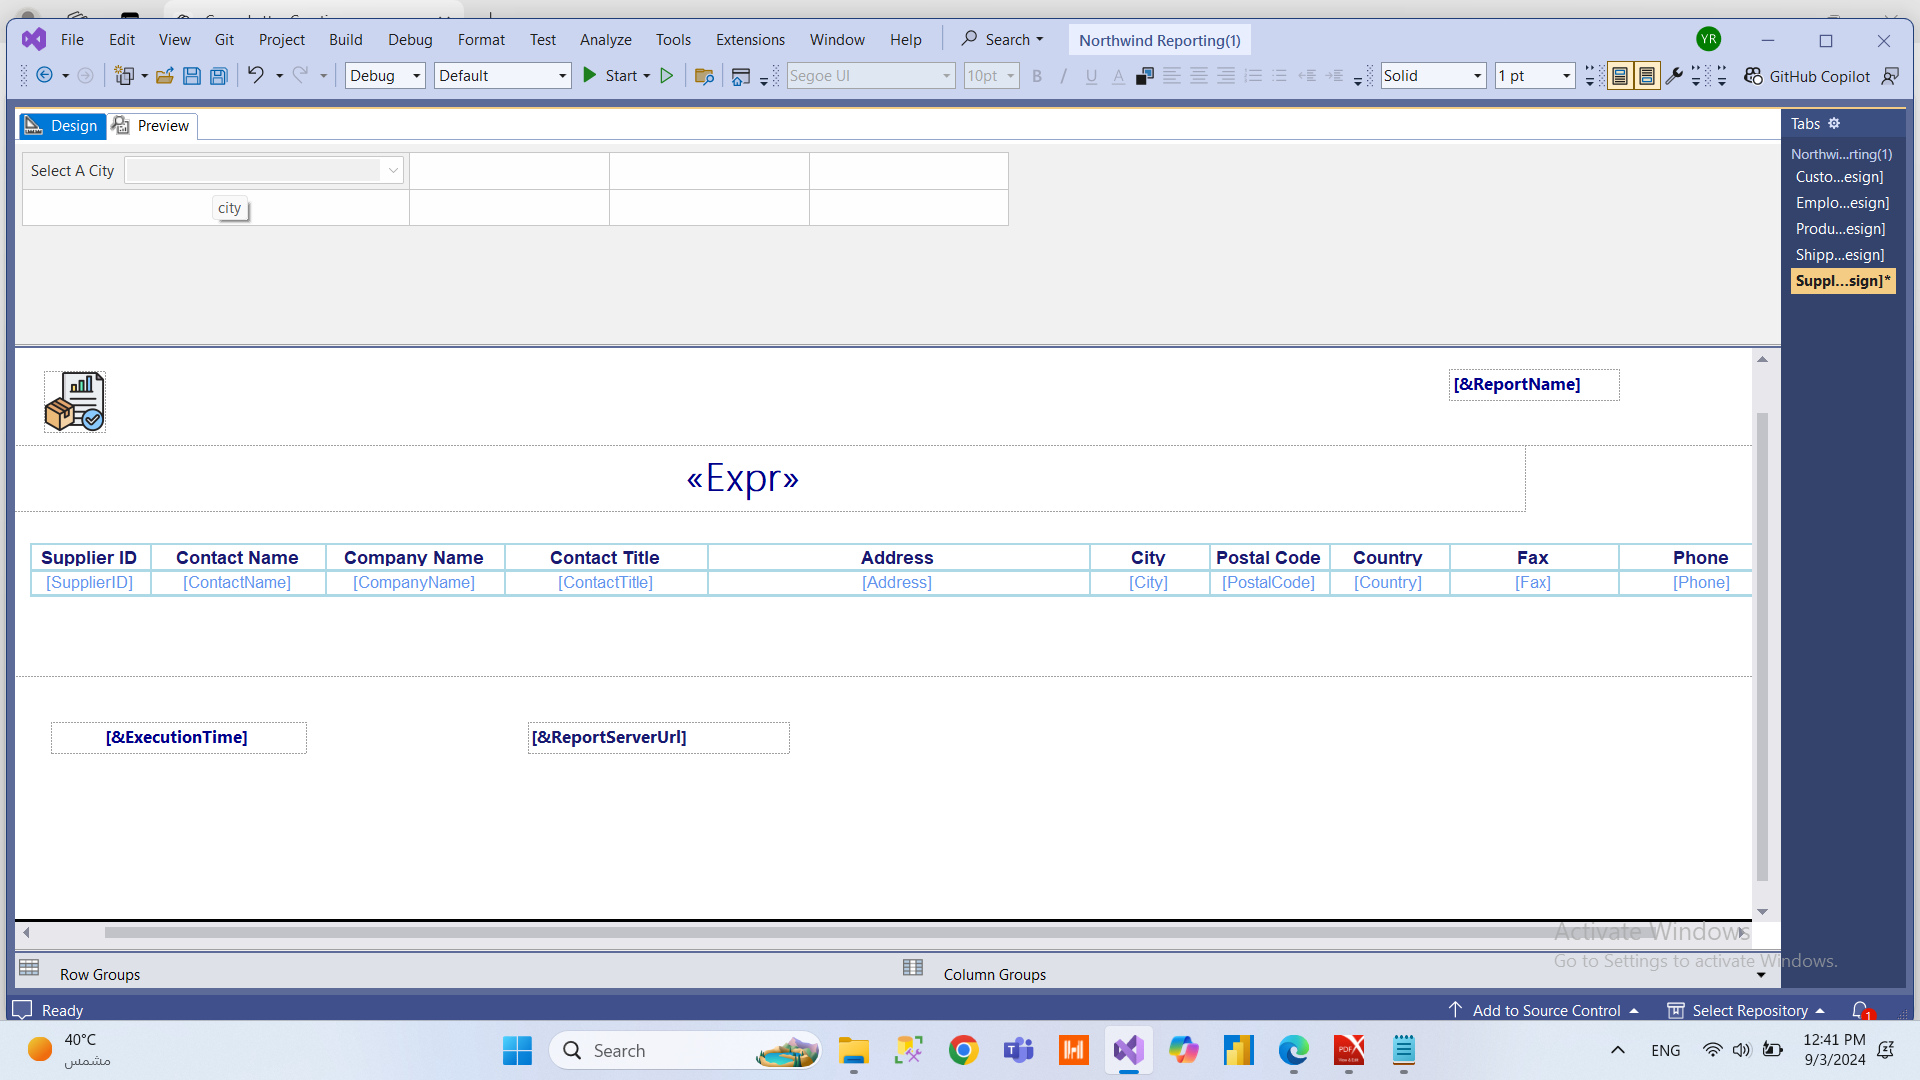 File Edit View Git Project Build Debug Format Test Analyze Tools Extensions Window Help Search Northwind Reporting(1) YR
Debug Default Start Segoe UI 10pt B I U A Solid 1 pt GitHub Copilot
Design Preview
Tabs
Select A City
city
Northwi...rting(1)
Custo...esign]
Emplo...esign]
Produ...esign]
Shipp...esign]
Suppl...sign]*
[&ReportName]
«Expr»
Supplier ID Contact Name Company Name Contact Title Address City Postal Code Country Fax Phone
[SupplierID] [ContactName] [CompanyName] [ContactTitle] [Address] [City] [PostalCode] [Country] [Fax] [Phone]
[&ExecutionTime] [&ReportServerUrl]
Activate Windows
Go to Settings to activate Windows.
Row Groups Column Groups
Ready Add to Source Control Select Repository 1
40°C
مشمس
Search
PDF
ENG
12:41 PM
9/3/2024